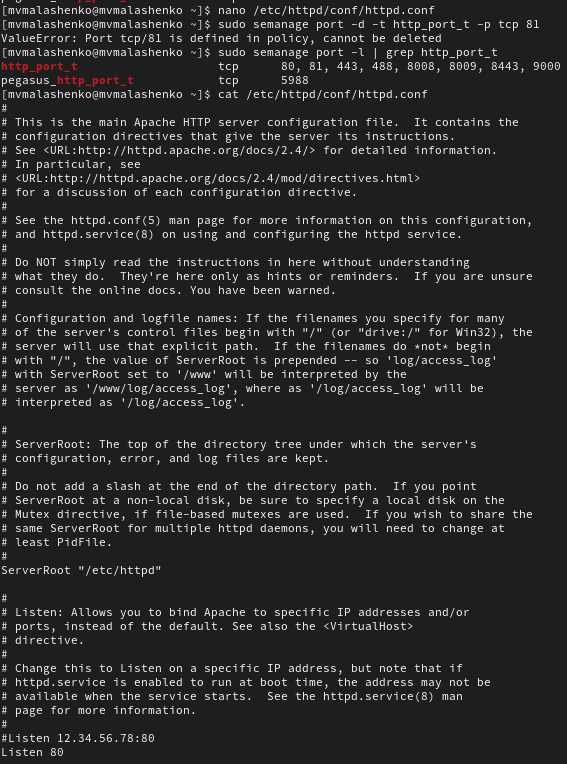 [mvmalashenko@mvmalashenko ~]$ nano /etc/httpd/conf/httpd.conf
[mvmalashenko@mvmalashenko ~]$ sudo semanage port -d -t http_port_t -p tcp 81
ValueError: Port tcp/81 is defined in policy, cannot be deleted
[mvmalashenko@mvmalashenko ~]$ sudo semanage port -l | grep http_port_t
http_port_t                    tcp      80, 81, 443, 488, 8008, 8009, 8443, 9000
pegasus_http_port_t            tcp      5988
[mvmalashenko@mvmalashenko ~]$ cat /etc/httpd/conf/httpd.conf
#
# This is the main Apache HTTP server configuration file.  It contains the
# configuration directives that give the server its instructions.
# See <URL:http://httpd.apache.org/docs/2.4/> for detailed information.
# In particular, see
# <URL:http://httpd.apache.org/docs/2.4/mod/directives.html>
# for a discussion of each configuration directive.
#
# See the httpd.conf(5) man page for more information on this configuration,
# and httpd.service(8) on using and configuring the httpd service.
#
# Do NOT simply read the instructions in here without understanding
# what they do.  They're here only as hints or reminders.  If you are unsure
# consult the online docs. You have been warned.
#
# Configuration and logfile names: If the filenames you specify for many
# of the server's control files begin with "/" (or "drive:/" for Win32), the
# server will use that explicit path.  If the filenames do *not* begin
# with "/", the value of ServerRoot is prepended -- so 'log/access_log'
# with ServerRoot set to '/www' will be interpreted by the
# server as '/www/log/access_log', where as '/log/access_log' will be
# interpreted as '/log/access_log'.

#
# ServerRoot: The top of the directory tree under which the server's
# configuration, error, and log files are kept.
#
# Do not add a slash at the end of the directory path.  If you point
# ServerRoot at a non-local disk, be sure to specify a local disk on the
# Mutex directive, if file-based mutexes are used.  If you wish to share the
# same ServerRoot for multiple httpd daemons, you will need to change at
# least PidFile.
#
ServerRoot "/etc/httpd"

#
# Listen: Allows you to bind Apache to specific IP addresses and/or
# ports, instead of the default. See also the <VirtualHost>
# directive.
#
# Change this to Listen on a specific IP address, but note that if
# httpd.service is enabled to run at boot time, the address may not be
# available when the service starts.  See the httpd.service(8) man
# page for more information.
#
#Listen 12.34.56.78:80
Listen 80